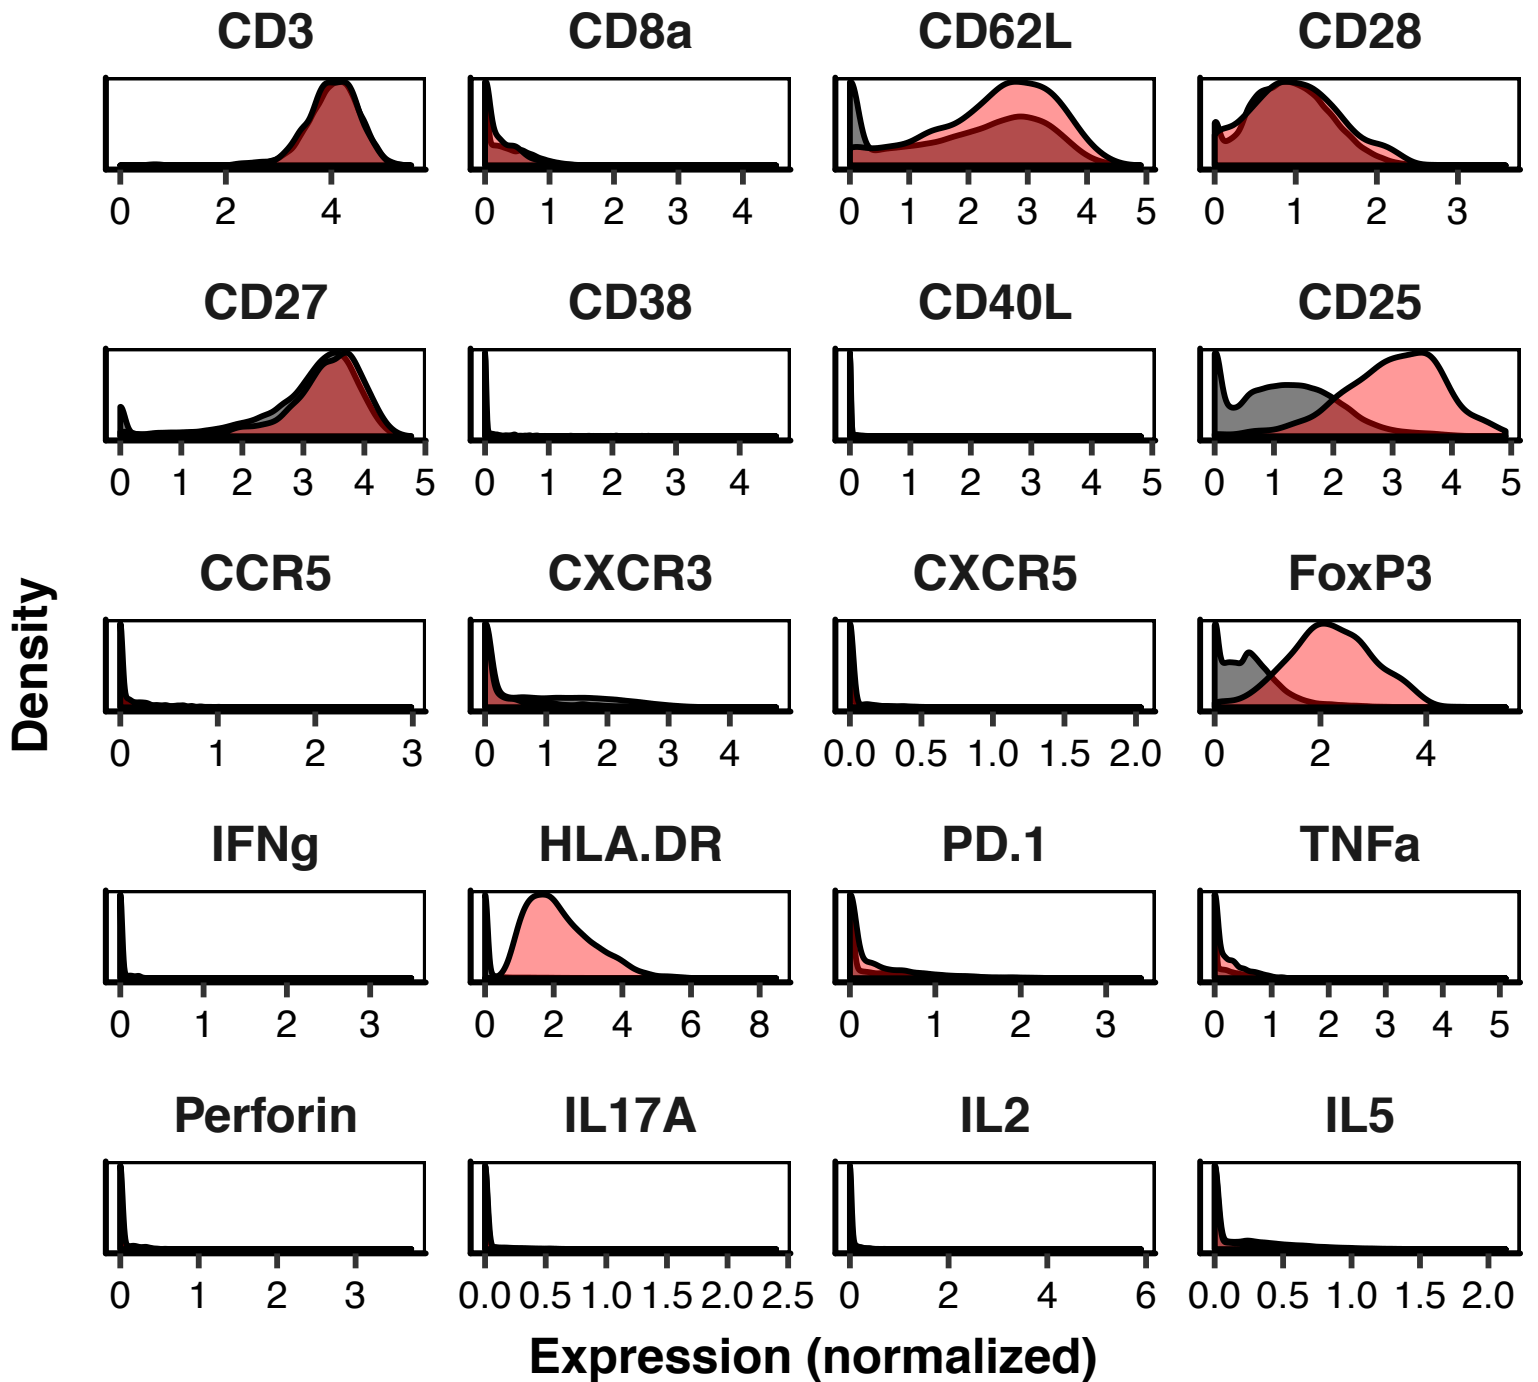 CD3 CD8a CD62L CD28
0 2 4 0 1 2 3 4 0 1 2 3 4 5 0 1 2 3
CD27 CD38 CD40L CD25
0 1 2 3 4 5 0 1 2 3 4 0 1 2 3 4 5 0 1 2 3 4 5
CCR5 CXCR3 CXCR5 FoxP3
0 1 2 3 0 1 2 3 4 0.0 0.5 1.0 1.5 2.0 0 2 4
IFNg HLA.DR PD.1 TNFa
0 1 2 3 0 2 4 6 8 0 1 2 3 0 1 2 3 4 5
Perforin IL17A IL2 IL5
0 1 2 3 0.0 0.5 1.0 1.5 2.0 2.5 0 2 4 6 0.0 0.5 1.0 1.5 2.0
Expression (normalized)
Density